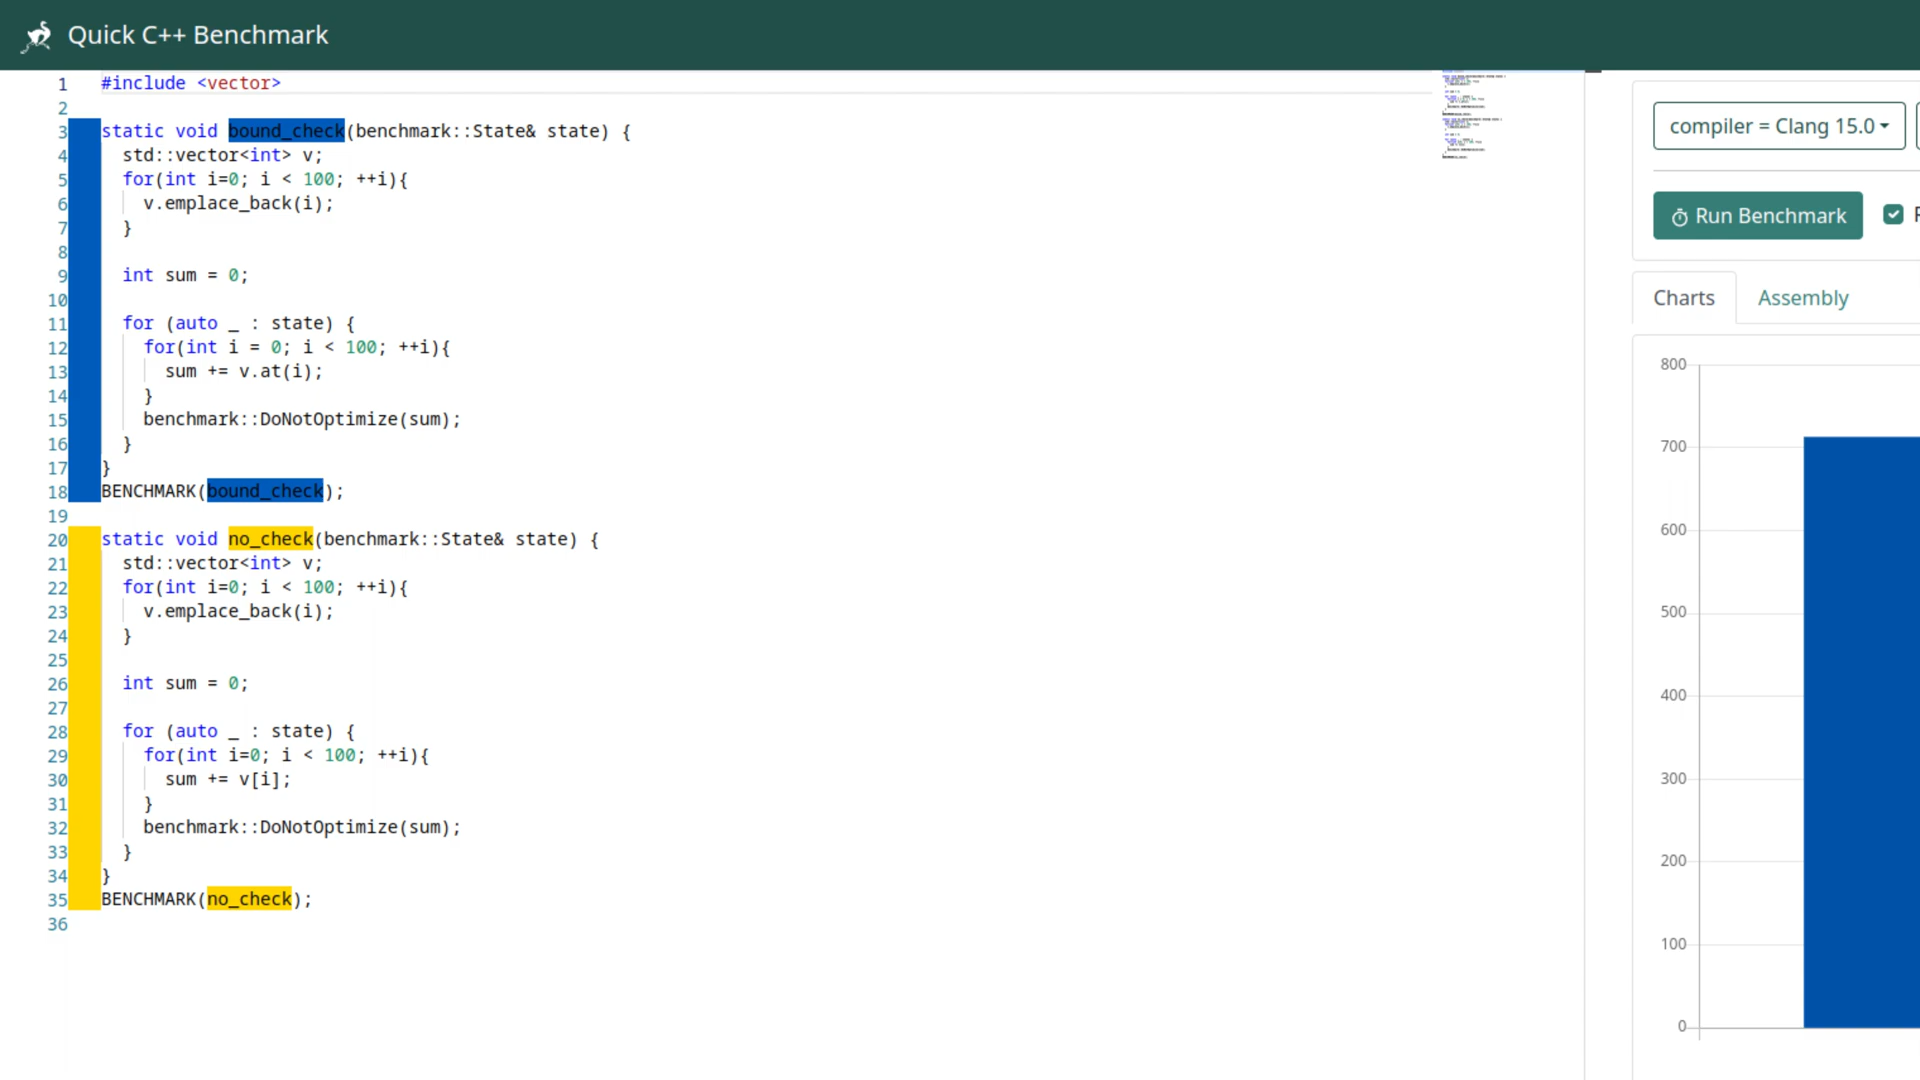 Quick C++ Benchmark
1 #include <vector>
2
3 static void bound_check(benchmark::State& state) {
4   std::vector<int> v;
5   for(int i=0; i < 100; ++i){
6     v.emplace_back(i);
7   }
8
9   int sum = 0;
10
11   for (auto _ : state) {
12     for(int i = 0; i < 100; ++i){
13       sum += v.at(i);
14     }
15     benchmark::DoNotOptimize(sum);
16   }
17 }
18 BENCHMARK(bound_check);
19
20 static void no_check(benchmark::State& state) {
21   std::vector<int> v;
22   for(int i=0; i < 100; ++i){
23     v.emplace_back(i);
24   }
25
26   int sum = 0;
27
28   for (auto _ : state) {
29     for(int i=0; i < 100; ++i){
30       sum += v[i];
31     }
32     benchmark::DoNotOptimize(sum);
33   }
34 }
35 BENCHMARK(no_check);
36
compiler = Clang 15.0
Run Benchmark
Charts Assembly
800
700
600
500
400
300
200
100
0